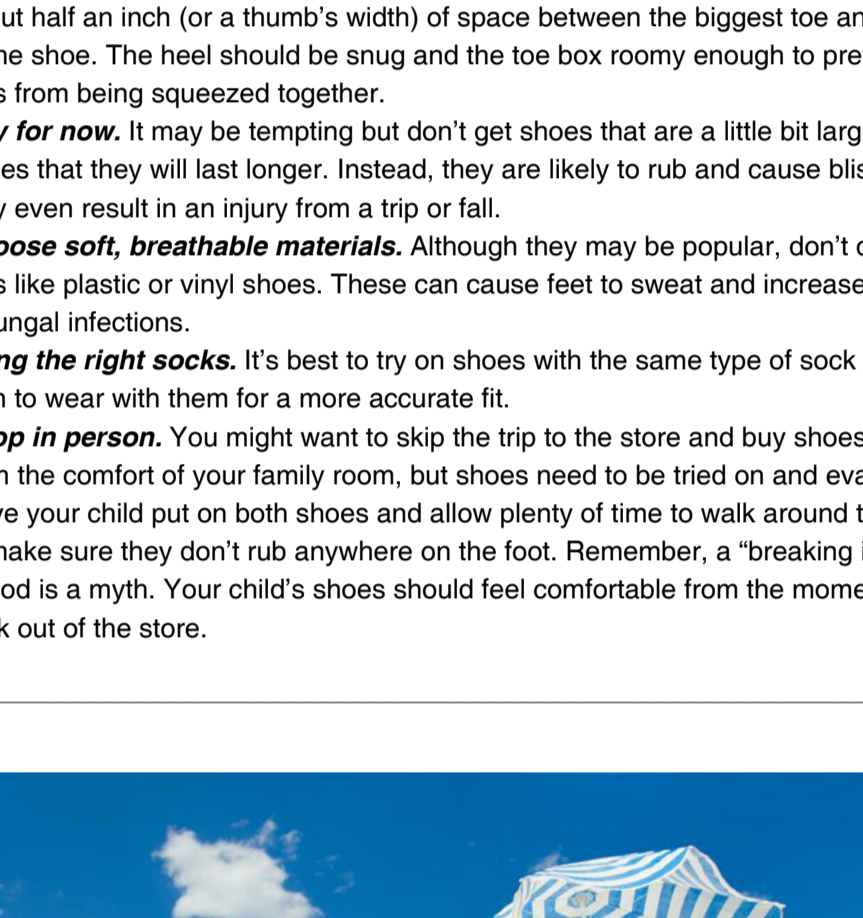 ut half an inch (or a thumb's width) of space between the biggest toe an
he shoe. The heel should be snug and the toe box roomy enough to pre
s from being squeezed together.
y for now. It may be tempting but don't get shoes that are a little bit larg
es that they will last longer. Instead, they are likely to rub and cause blis
y even result in an injury from a trip or fall.
oose soft, breathable materials. Although they may be popular, don't c
s like plastic or vinyl shoes. These can cause feet to sweat and increase
ungal infections.
ng the right socks. It's best to try on shoes with the same type of sock
n to wear with them for a more accurate fit.
op in person. You might want to skip the trip to the store and buy shoes
n the comfort of your family room, but shoes need to be tried on and eva
ve your child put on both shoes and allow plenty of time to walk around t
make sure they don't rub anywhere on the foot. Remember, a “breaking i
od is a myth. Your child's shoes should feel comfortable from the mome
k out of the store.